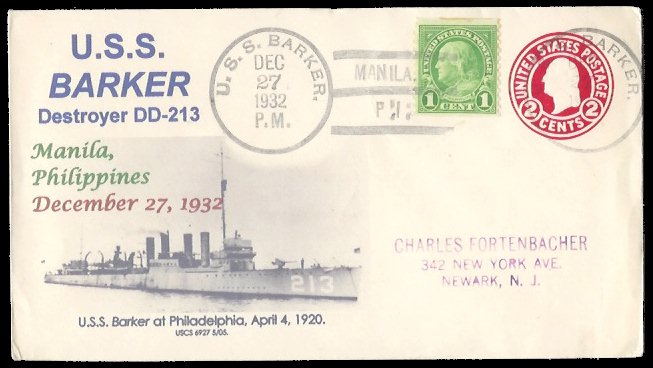 U.S.S.
BARKER
Destroyer DD-213
Manila,
Philippines
December 27, 1932
213
U.S.S. Barker at Philadelphia, April 4, 1920.
USCS 6927 5/05.
U. S. S. BARKER.
DEC
27
1932
P.M.
MANILA.
P.I.
UNITED STATES POSTAGE
1 CENT 1
UNITED STATES POSTAGE
2 CENTS 2
BARKER.
CHARLES FORTENBACHER
342 NEW YORK AVE.
NEWARK, N. J.